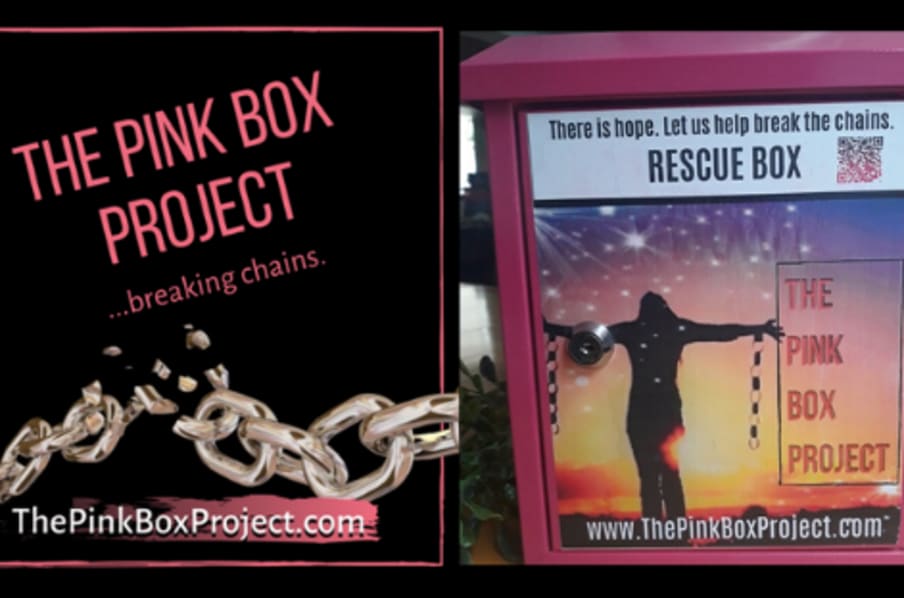 THE PINK BOX
PROJECT
...breaking chains.
ThePinkBoxProject.com
There is hope. Let us help break the chains.
RESCUE BOX
THE
PINK
BOX
PROJECT
www.ThePinkBoxProject.com